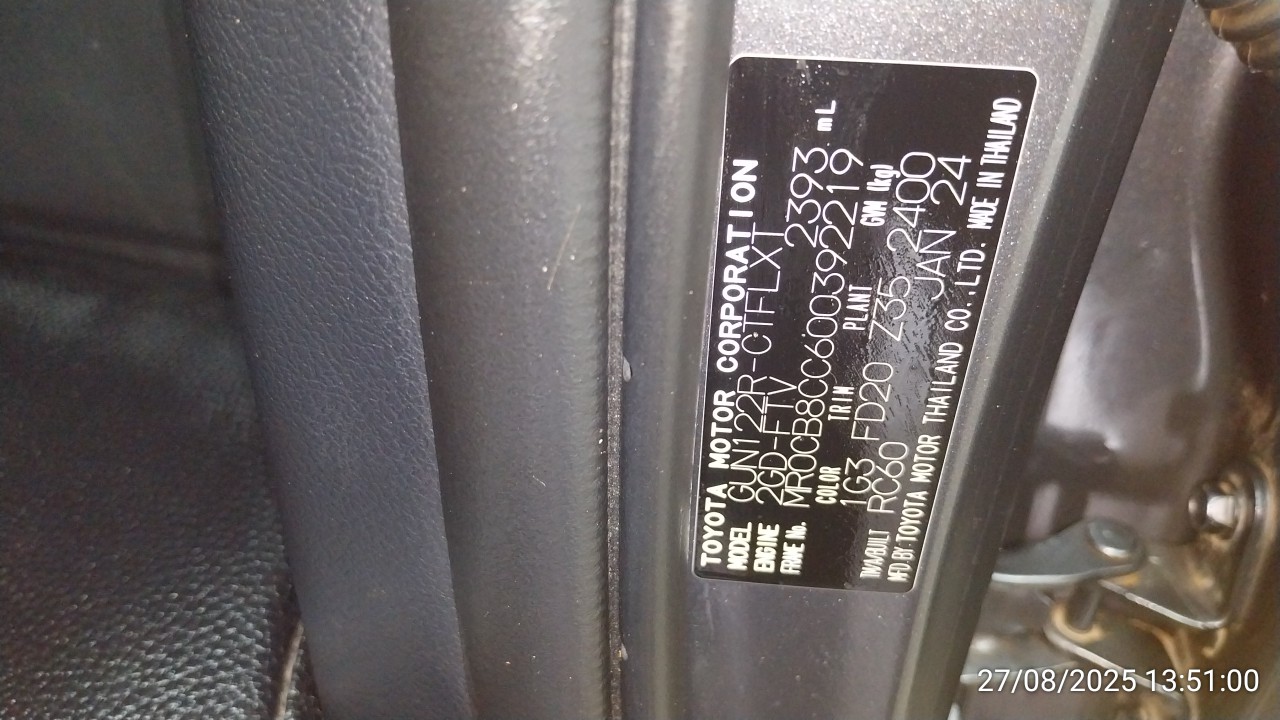 TOYOTA MOTOR CORPORATION
MODEL GUN122R-CTFLXT
ENGINE 2GD-FTV 2393 mL
FRAME No. MR0CB8CC600392219
COLOR TRIM PLANT GVM (kg)
1G3 FD20 Z35 2400
TM/A/BUILT RC60 JAN 24
MFD.BY:TOYOTA MOTOR THAILAND CO.,LTD. MADE IN THAILAND
27/08/2025 13:51:00